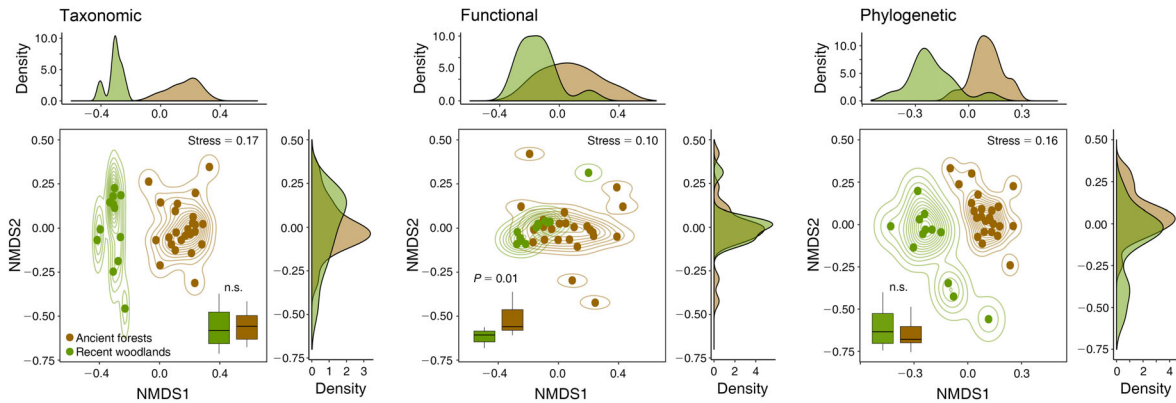 Taxonomic
Density
10.0
5.0
0.0
−0.4 0.0 0.4
Stress = 0.17
NMDS2
0.50
0.25
0.00
−0.25
−0.50
−0.75
n.s.
Ancient forests
Recent woodlands
−0.4 0.0 0.4
NMDS1
0.50
0.25
0.00
−0.25
−0.50
−0.75
0 1 2 3
Density
Functional
Density
10.0
5.0
0.0
−0.4 0.0 0.4
Stress = 0.10
NMDS2
0.50
0.25
0.00
−0.25
−0.50
−0.75
P = 0.01
−0.4 0.0 0.4
NMDS1
0.50
0.25
0.00
−0.25
−0.50
−0.75
0 2 4
Density
Phylogenetic
Density
10.0
5.0
0.0
−0.4 0.0 0.4
Stress = 0.16
NMDS2
0.50
0.25
0.00
−0.25
−0.50
−0.75
n.s.
−0.3 0.0 0.3
NMDS1
0.50
0.25
0.00
−0.25
−0.50
−0.75
0 1 2 3 4
Density